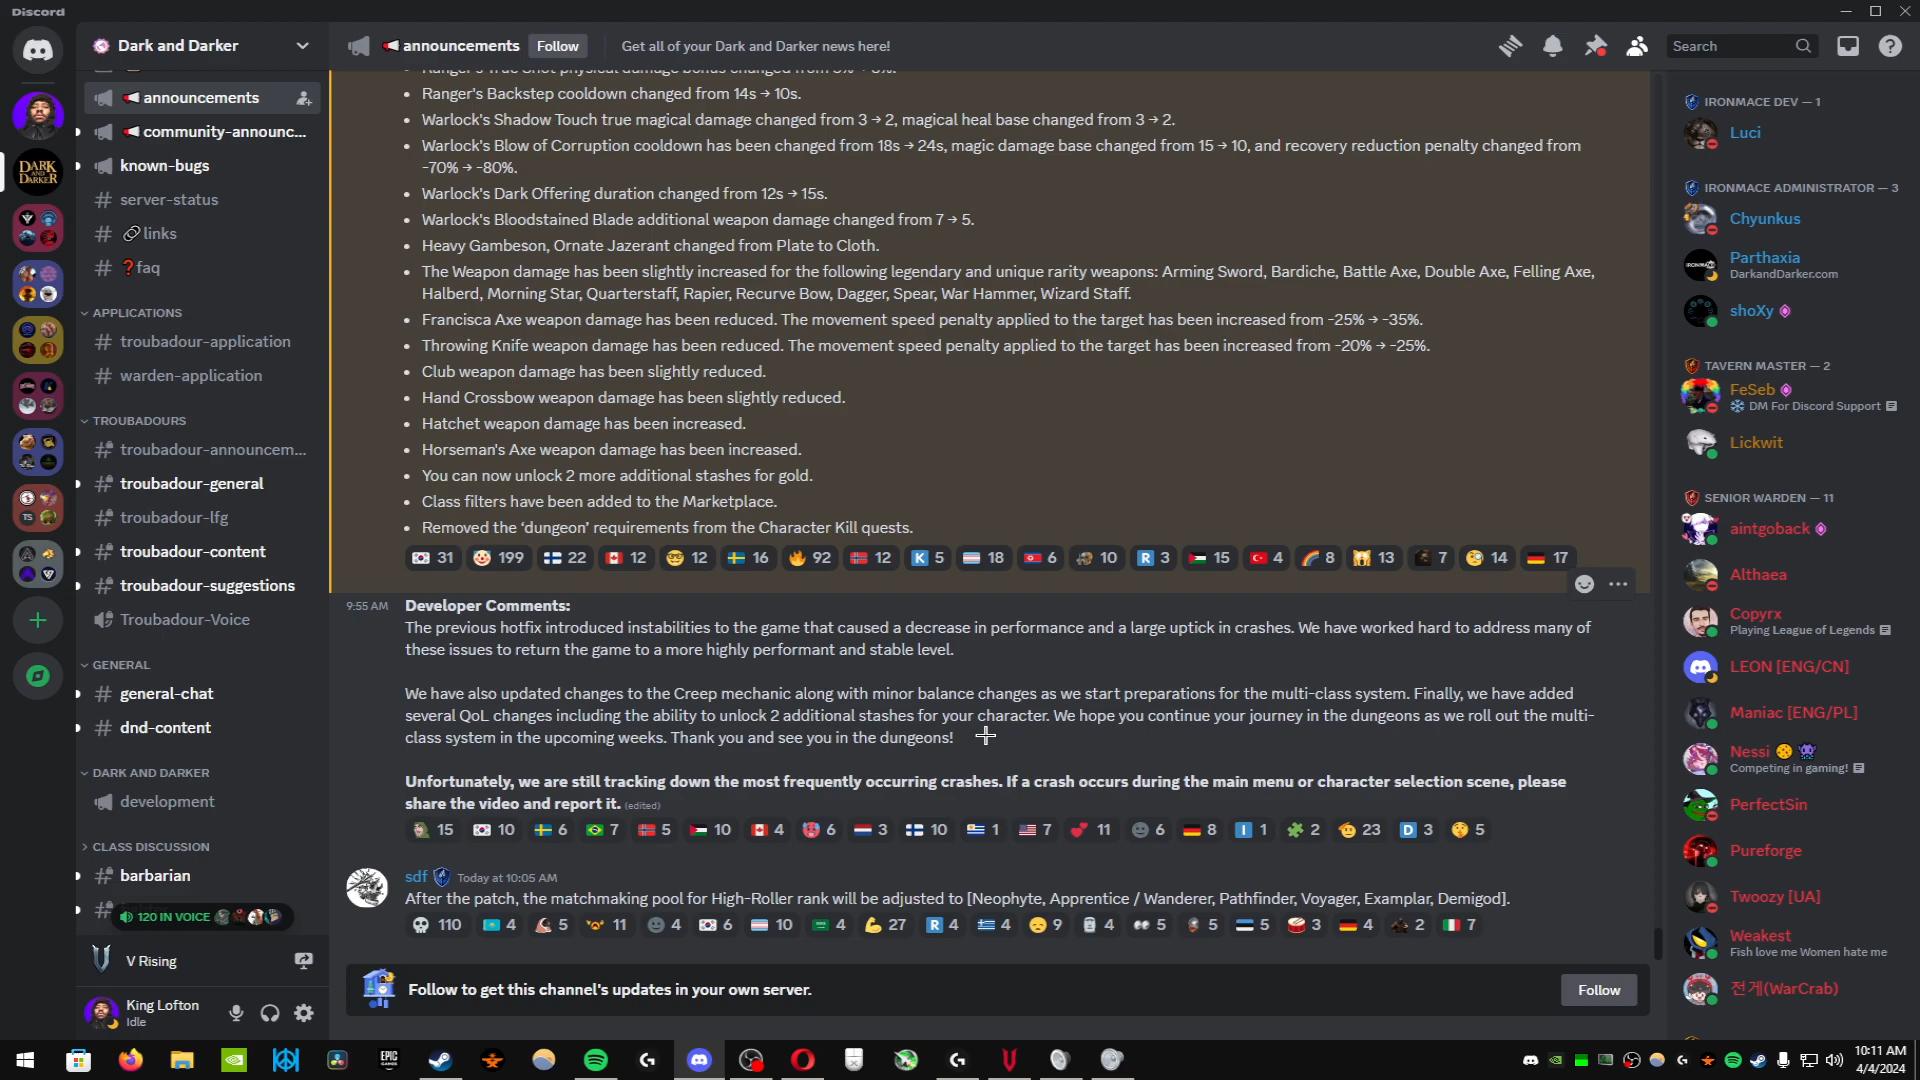 Discord
Dark and Darker
announcements
Follow
Get all of your Dark and Darker news here!
Search
announcements
community-announc...
known-bugs
server-status
links
faq
APPLICATIONS
troubadour-application
warden-application
TROUBADOURS
troubadour-announcem...
troubadour-general
troubadour-lfg
troubadour-content
troubadour-suggestions
Troubadour-Voice
GENERAL
general-chat
dnd-content
DARK AND DARKER
development
CLASS DISCUSSION
barbarian
120 IN VOICE
V Rising
King Lofton
Idle
DARK
AND
DARKER
TS
Ranger's True Shot physical damage bonus changed from
• Ranger's Backstep cooldown changed from 14s → 10s.
• Warlock's Shadow Touch true magical damage changed from 3 → 2, magical heal base changed from 3 → 2.
• Warlock's Blow of Corruption cooldown has been changed from 18s → 24s, magic damage base changed from 15 → 10, and recovery reduction penalty changed from
-70% → -80%.
• Warlock's Dark Offering duration changed from 12s → 15s.
• Warlock's Bloodstained Blade additional weapon damage changed from 7 → 5.
• Heavy Gambeson, Ornate Jazerant changed from Plate to Cloth.
• The Weapon damage has been slightly increased for the following legendary and unique rarity weapons: Arming Sword, Bardiche, Battle Axe, Double Axe, Felling Axe,
Halberd, Morning Star, Quarterstaff, Rapier, Recurve Bow, Dagger, Spear, War Hammer, Wizard Staff.
• Francisca Axe weapon damage has been reduced. The movement speed penalty applied to the target has been increased from -25% → -35%.
• Throwing Knife weapon damage has been reduced. The movement speed penalty applied to the target has been increased from -20% → -25%.
• Club weapon damage has been slightly reduced.
• Hand Crossbow weapon damage has been slightly reduced.
• Hatchet weapon damage has been increased.
• Horseman's Axe weapon damage has been increased.
• You can now unlock 2 more additional stashes for gold.
• Class filters have been added to the Marketplace.
• Removed the ‘dungeon’ requirements from the Character Kill quests.
31 199 22 12 12 16 92 12 K 5 18 6 10 R 3 15 4 8 13 7 14 17
9:55 AM Developer Comments:
The previous hotfix introduced instabilities to the game that caused a decrease in performance and a large uptick in crashes. We have worked hard to address many of
these issues to return the game to a more highly performant and stable level.
We have also updated changes to the Creep mechanic along with minor balance changes as we start preparations for the multi-class system. Finally, we have added
several QoL changes including the ability to unlock 2 additional stashes for your character. We hope you continue your journey in the dungeons as we roll out the multi-
class system in the upcoming weeks. Thank you and see you in the dungeons!
Unfortunately, we are still tracking down the most frequently occurring crashes. If a crash occurs during the main menu or character selection scene, please
share the video and report it. (edited)
15 10 6 7 5 10 4 6 3 10 1 7 11 6 8 I 1 2 23 D 3 5
sdf Today at 10:05 AM
After the patch, the matchmaking pool for High-Roller rank will be adjusted to [Neophyte, Apprentice / Wanderer, Pathfinder, Voyager, Examplar, Demigod].
110 4 5 11 4 6 10 4 27 R 4 4 9 4 5 5 5 3 4 2 7
Follow to get this channel's updates in your own server.
Follow
IRONMACE DEV — 1
Luci
IRONMACE ADMINISTRATOR — 3
Chyunkus
Parthaxia
DarkandDarker.com
shoXy
TAVERN MASTER — 2
FeSeb
DM For Discord Support
Lickwit
SENIOR WARDEN — 11
aintgoback
Althaea
Copyrx
Playing League of Legends
LEON [ENG/CN]
Maniac [ENG/PL]
Nessi
Competing in gaming!
PerfectSin
Pureforge
Twoozy [UA]
Weakest
Fish love me Women hate me
전게(WarCrab)
EPIC
10:11 AM
4/4/2024